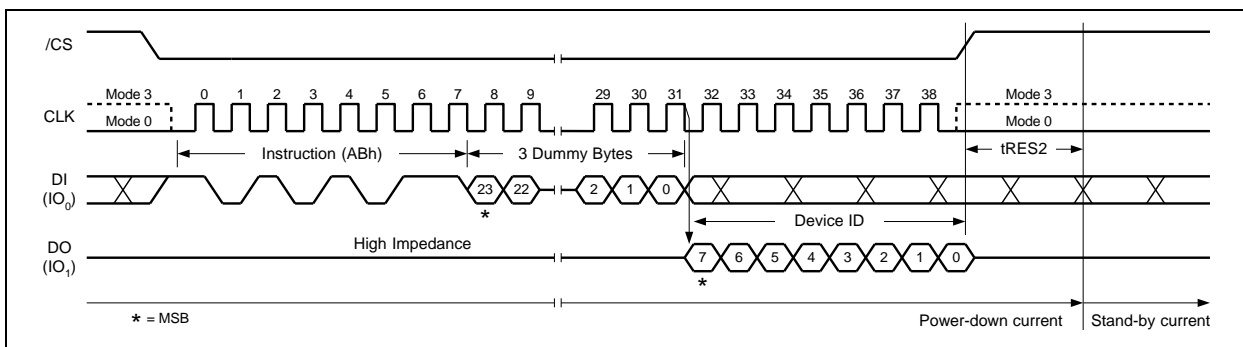 /CS
Mode 3 0 1 2 3 4 5 6 7 8 9 29 30 31 32 33 34 35 36 37 38 Mode 3
CLK
Mode 0 Mode 0
Instruction (ABh) 3 Dummy Bytes tRES2
DI
(IO0)
23 22 2 1 0
*
Device ID
High Impedance
DO
(IO1)
7 6 5 4 3 2 1 0
*
* = MSB
Power-down current Stand-by current